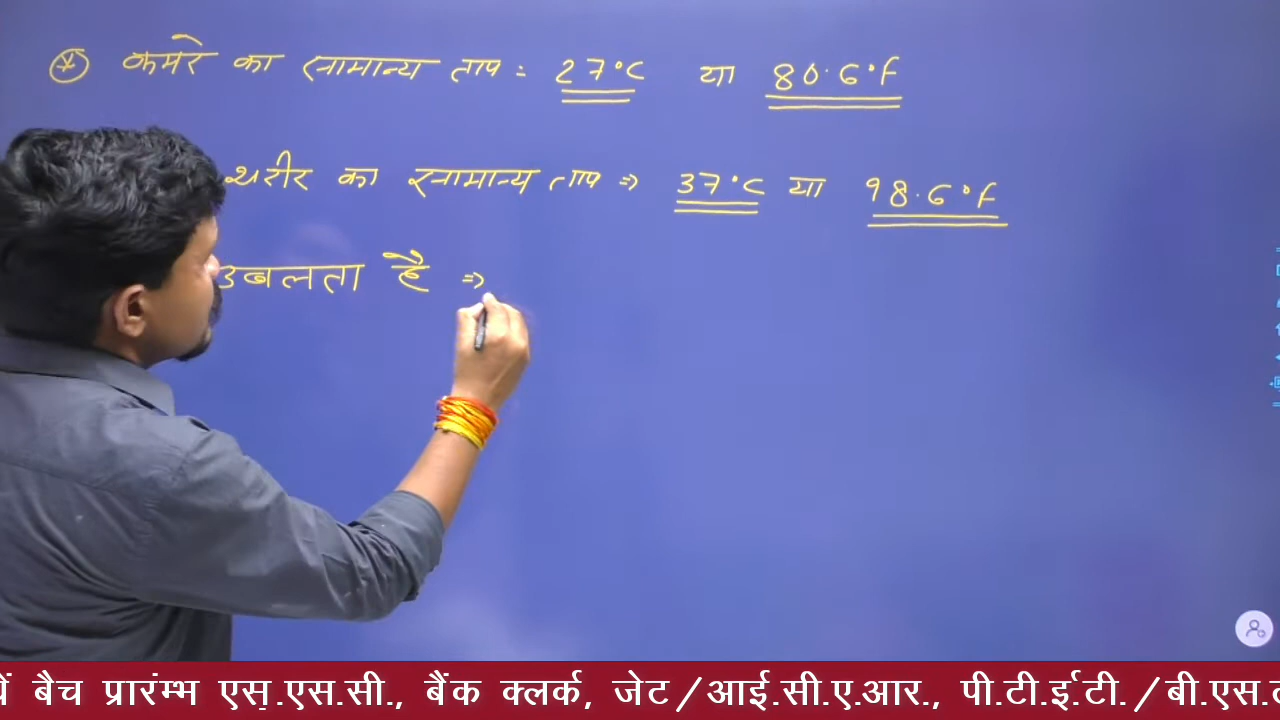 * कमरे का सामान्य ताप = 27°C या 80.6°F
शरीर का सामान्य ताप ⇒ 37°C या 98.6°F
उबलता है ⇒
बैच प्रारंम्भ एस.एस.सी., बैंक क्लर्क, जेट/आई.सी.ए.आर., पी.टी.ई.टी./बी.एस.